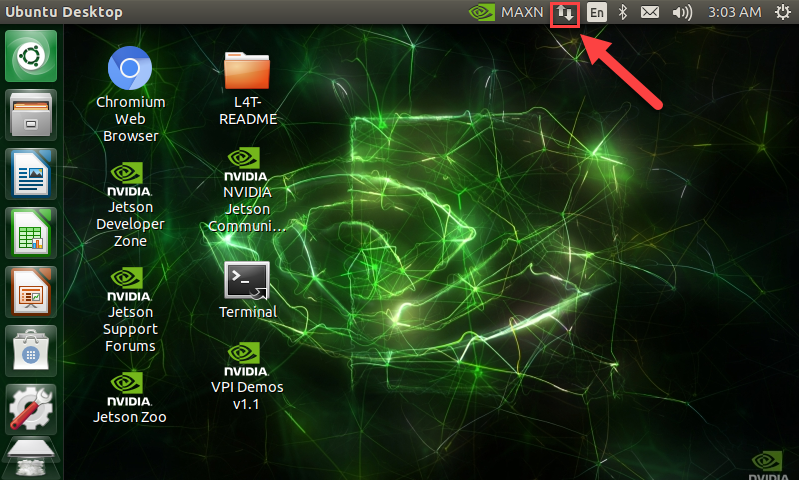 Ubuntu Desktop
MAXN
En
3:03 AM
Chromium
Web
Browser
L4T-
README
NVIDIA.
Jetson
Developer
Zone
NVIDIA.
NVIDIA
Jetson
Communi...
NVIDIA.
Jetson
Support
Forums
>_
Terminal
NVIDIA.
Jetson Zoo
NVIDIA.
VPI Demos
v1.1
NVIDIA